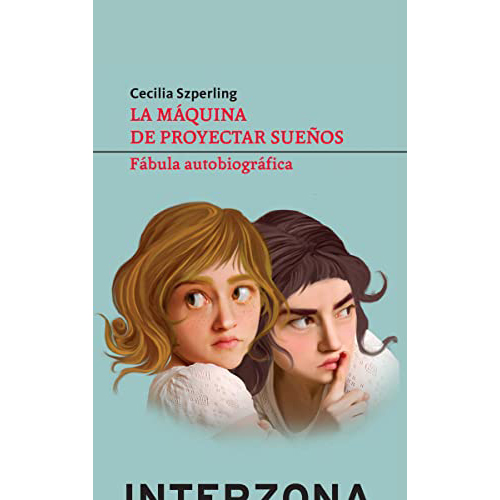 Cecilia Szperling
LA MÁQUINA
DE PROYECTAR SUEÑOS
Fábula autobiográfica
INTERZONA